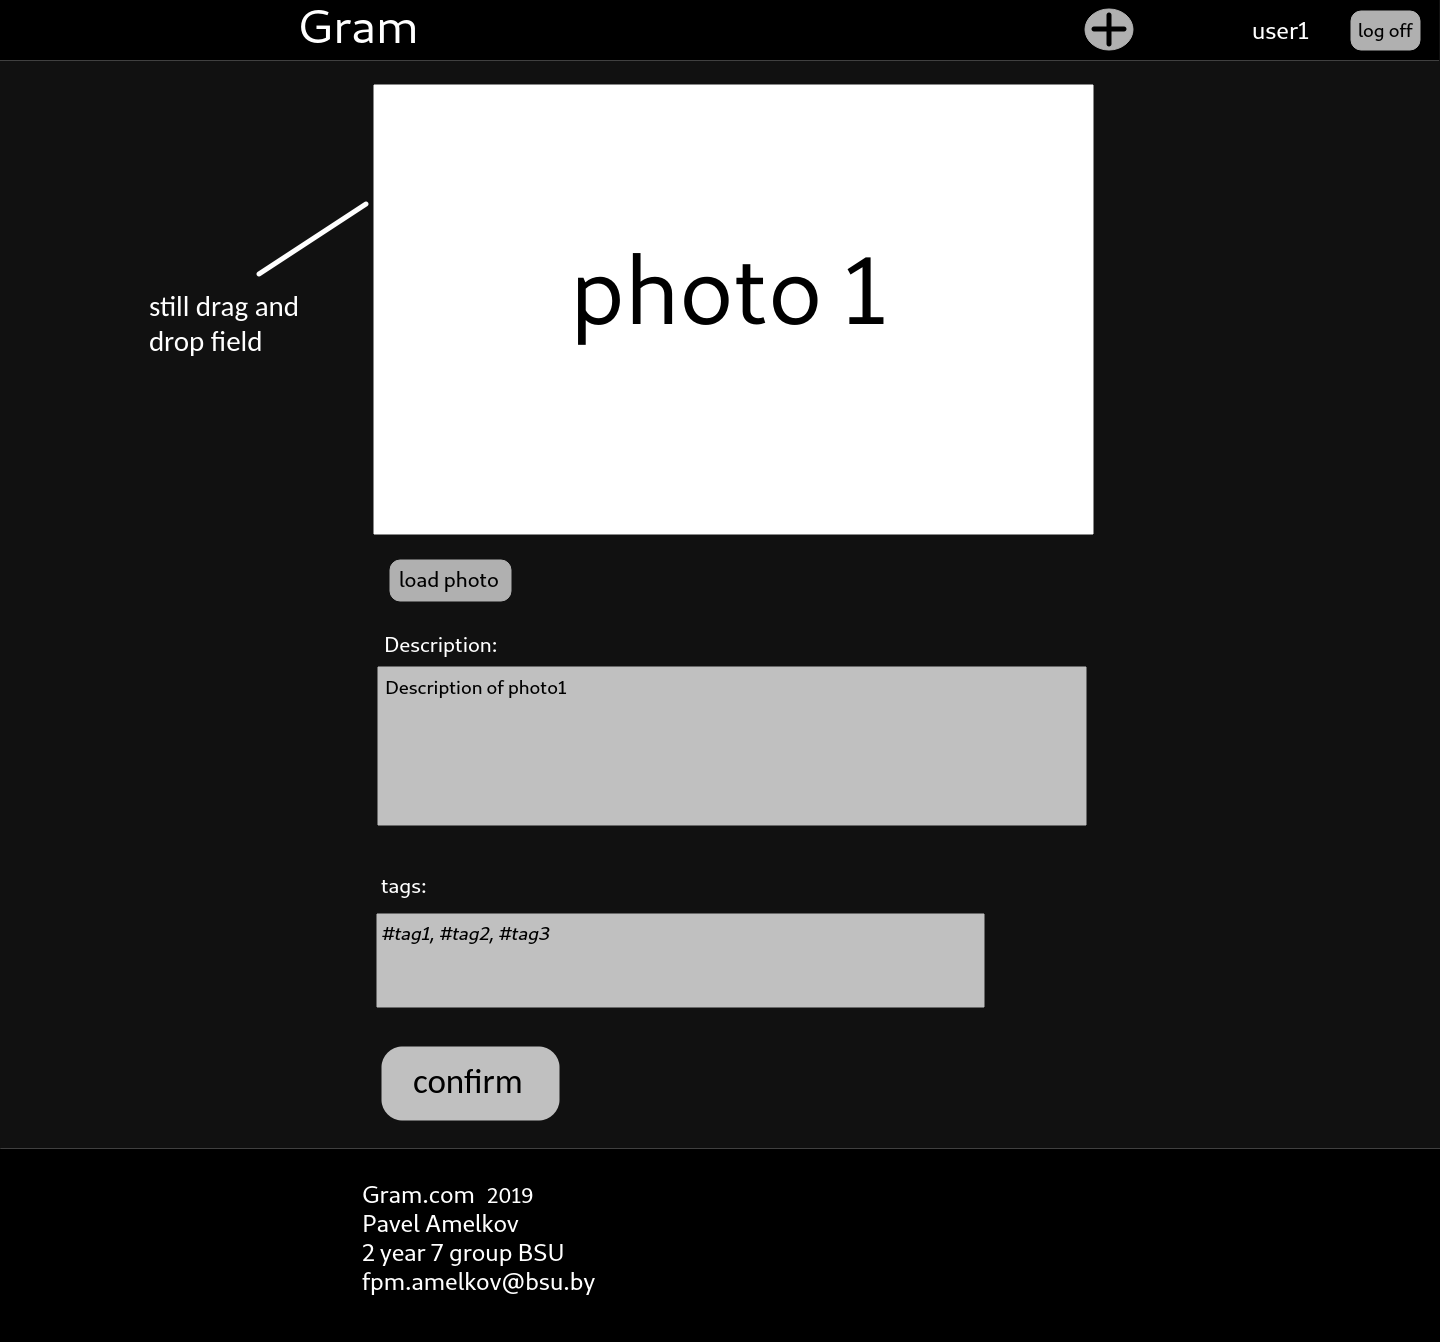 Gram
user1
log off
photo 1
still drag and
drop field
load photo
Description:
Description of photo1
tags:
#tag1, #tag2, #tag3
confirm
Gram.com 2019
Pavel Amelkov
2 year 7 group BSU
fpm.amelkov@bsu.by